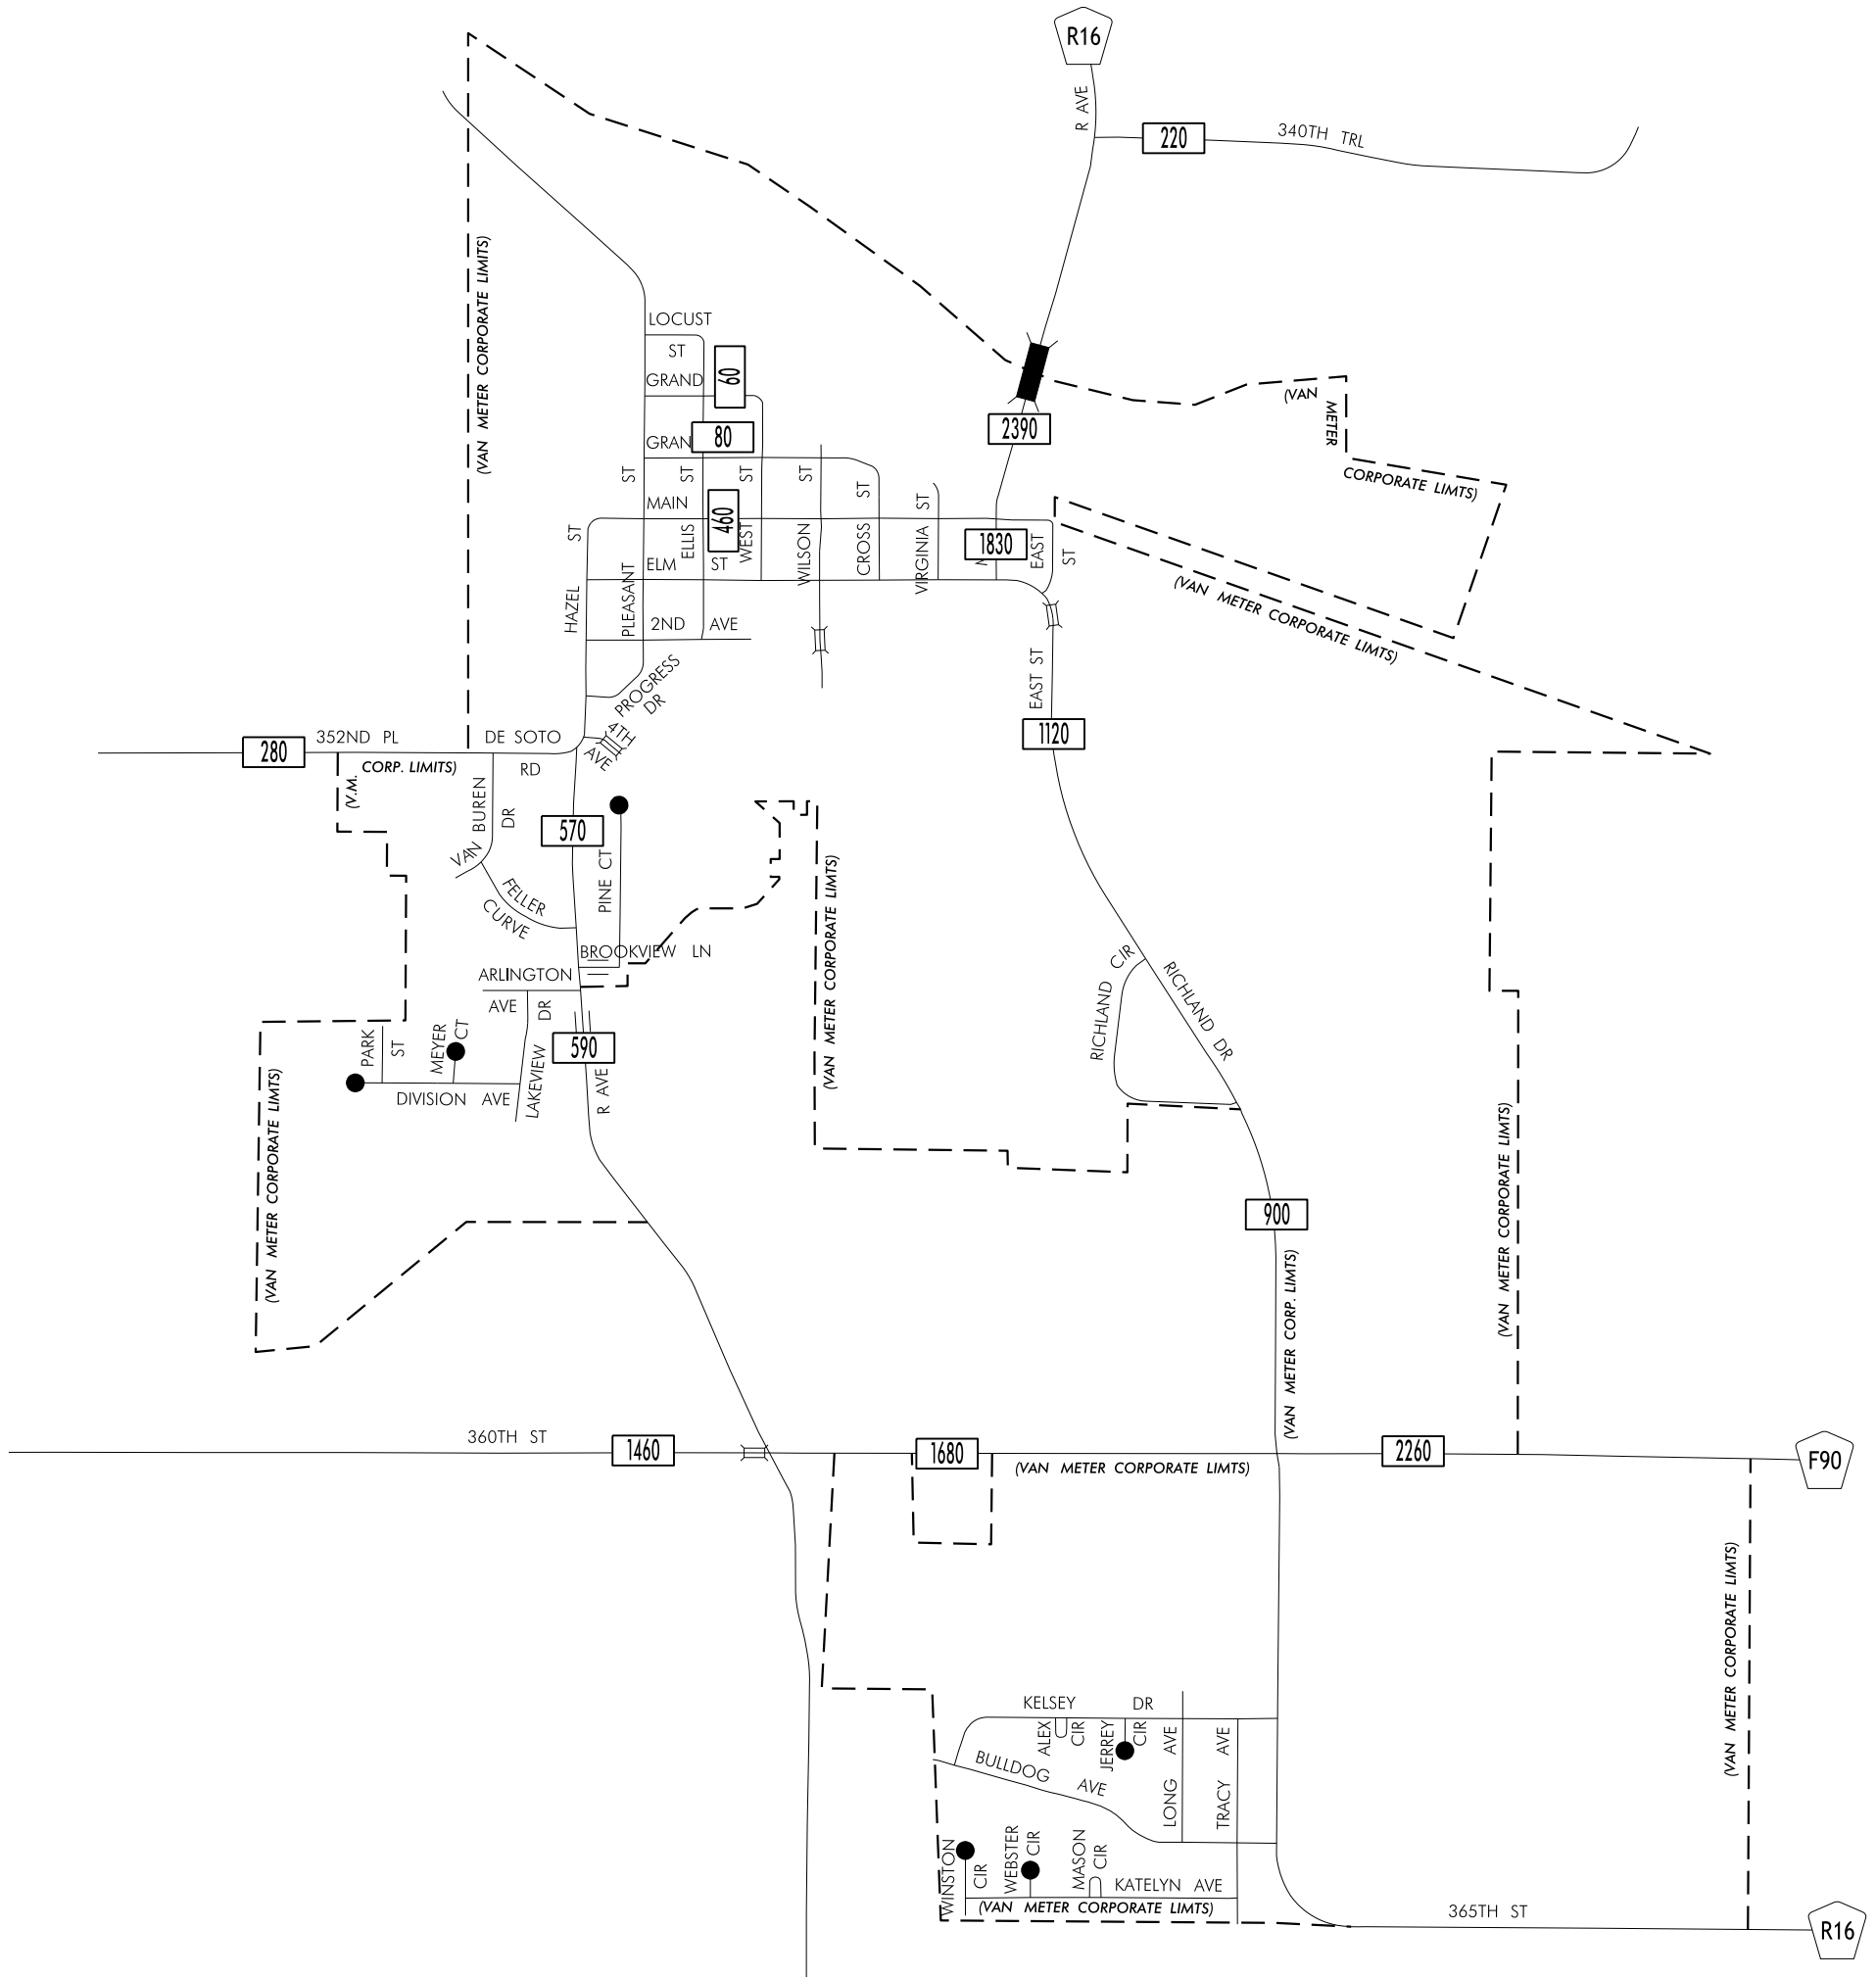 R16
R AVE
220
340TH TRL
(VAN METER CORPORATE LIMITS)
LOCUST
ST
60
GRAND
80
GRAN
2390
(VAN
METER
CORPORATE LIMTS)
ST
ST
ST
ST
ST
ST
MAIN
460
ST
ELLIS
WEST
WILSON
CROSS
VIRGINIA
1830
EAST
ST
ELM ST
HAZEL
PLEASANT
2ND AVE
(VAN METER CORPORATE LIMTS)
PROGRESS
DR
EAST ST
4TH
AVE
1120
352ND PL
DE SOTO
280
(V.M.
CORP. LIMITS)
RD
VAN BUREN
DR
570
PINE CT
FELLER
CURVE
(VAN METER CORPORATE LIMTS)
BROOKVIEW LN
ARLINGTON
AVE
DR
RICHLAND CIR
RICHLAND DR
PARK
ST
MEYER
CT
590
LAKEVIEW
R AVE
DIVISION AVE
(VAN METER CORPORATE LIMTS)
(VAN METER CORPORATE LIMTS)
900
(VAN METER CORP. LIMTS)
360TH ST
1460
1680
2260
F90
(VAN METER CORPORATE LIMTS)
(VAN METER CORPORATE LIMTS)
KELSEY DR
ALEX
CIR
JERREY
CIR
LONG AVE
TRACY AVE
BULLDOG AVE
WINSTON
CIR
WEBSTER
CIR
MASON
CIR
KATELYN AVE
(VAN METER CORPORATE LIMTS)
365TH ST
R16